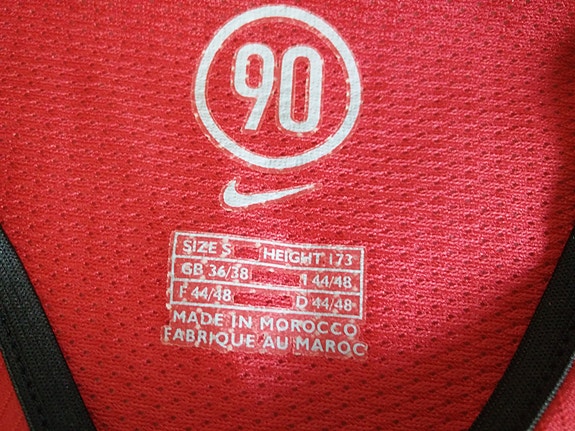 90
SIZE S HEIGHT 173
GB 36/38 I 44/48
F 44/48 D 44/48
MADE IN MOROCCO
FABRIQUE AU MAROC